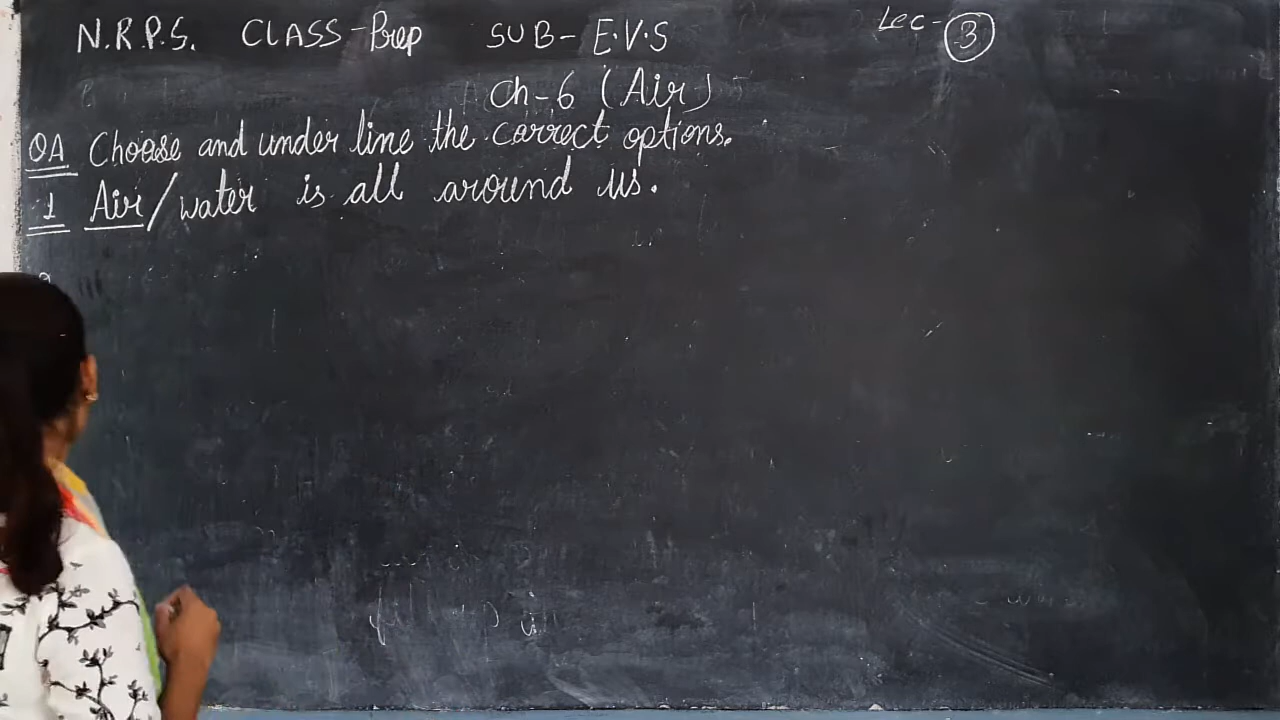 N.R.P.S. CLASS-Prep SUB- E.V.S Lec- 3
Ch-6 (Air)
QA Choose and under line the correct options.
1 Air/water is all around us.